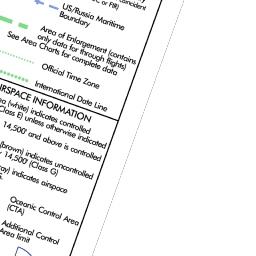 coincident
or FIR)
US/Russia Maritime
Boundary
Area of Enlargement (contains
only data for through flights)
See Area Charts for complete data
Official Time Zone
International Date Line
AIRSPACE INFORMATION
(white) indicates controlled
Class E) unless otherwise indicated
14,500' and above is controlled
(brown) indicates uncontrolled
14,500' (Class G)
indicates airspace
Oceanic Control Area
(CTA)
Additional Control
Area limit